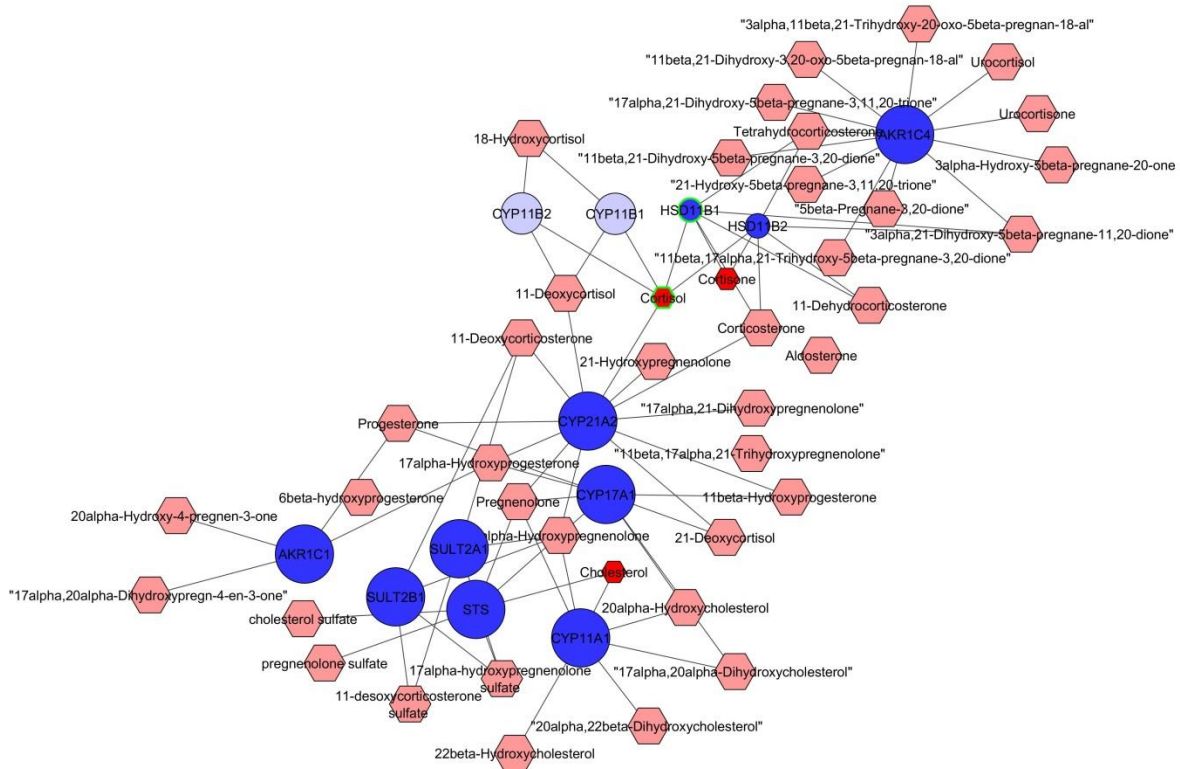 "3alpha,11beta,21-Trihydroxy-20-oxo-5beta-pregnan-18-al"
"11beta,21-Dihydroxy-3,20-oxo-5beta-pregnan-18-al"
Urocortisol
"17alpha,21-Dihydroxy-5beta-pregnane-3,11,20-trione"
Urocortisone
Tetrahydrocorticosterone
AKR1C4
18-Hydroxycortisol
"11beta,21-Dihydroxy-5beta-pregnane-3,20-dione"
3alpha-Hydroxy-5beta-pregnane-20-one
"21-Hydroxy-5beta-pregnane-3,11,20-trione"
CYP11B2
CYP11B1
HSD11B1
"5beta-Pregnane-3,20-dione"
HSD11B2
"3alpha,21-Dihydroxy-5beta-pregnane-11,20-dione"
"11beta,17alpha,21-Trihydroxy-5beta-pregnane-3,20-dione"
Cortisone
11-Deoxycortisol
Cortisol
11-Dehydrocorticosterone
11-Deoxycorticosterone
Corticosterone
21-Hydroxypregnenolone
Aldosterone
"17alpha,21-Dihydroxypregnenolone"
Progesterone
CYP21A2
"11beta,17alpha,21-Trihydroxypregnenolone"
17alpha-Hydroxyprogesterone
6beta-hydroxyprogesterone
Pregnenolone
CYP17A1
11beta-Hydroxyprogesterone
20alpha-Hydroxy-4-pregnen-3-one
alpha-Hydroxypregnenolone
21-Deoxycortisol
AKR1C1
SULT2A1
Cholesterol
"17alpha,20alpha-Dihydroxypregn-4-en-3-one"
SULT2B1
STS
20alpha-Hydroxycholesterol
cholesterol sulfate
CYP11A1
pregnenolone sulfate
17alpha-hydroxypregnenolone
sulfate
"17alpha,20alpha-Dihydroxycholesterol"
11-desoxycorticosterone
sulfate
"20alpha,22beta-Dihydroxycholesterol"
22beta-Hydroxycholesterol